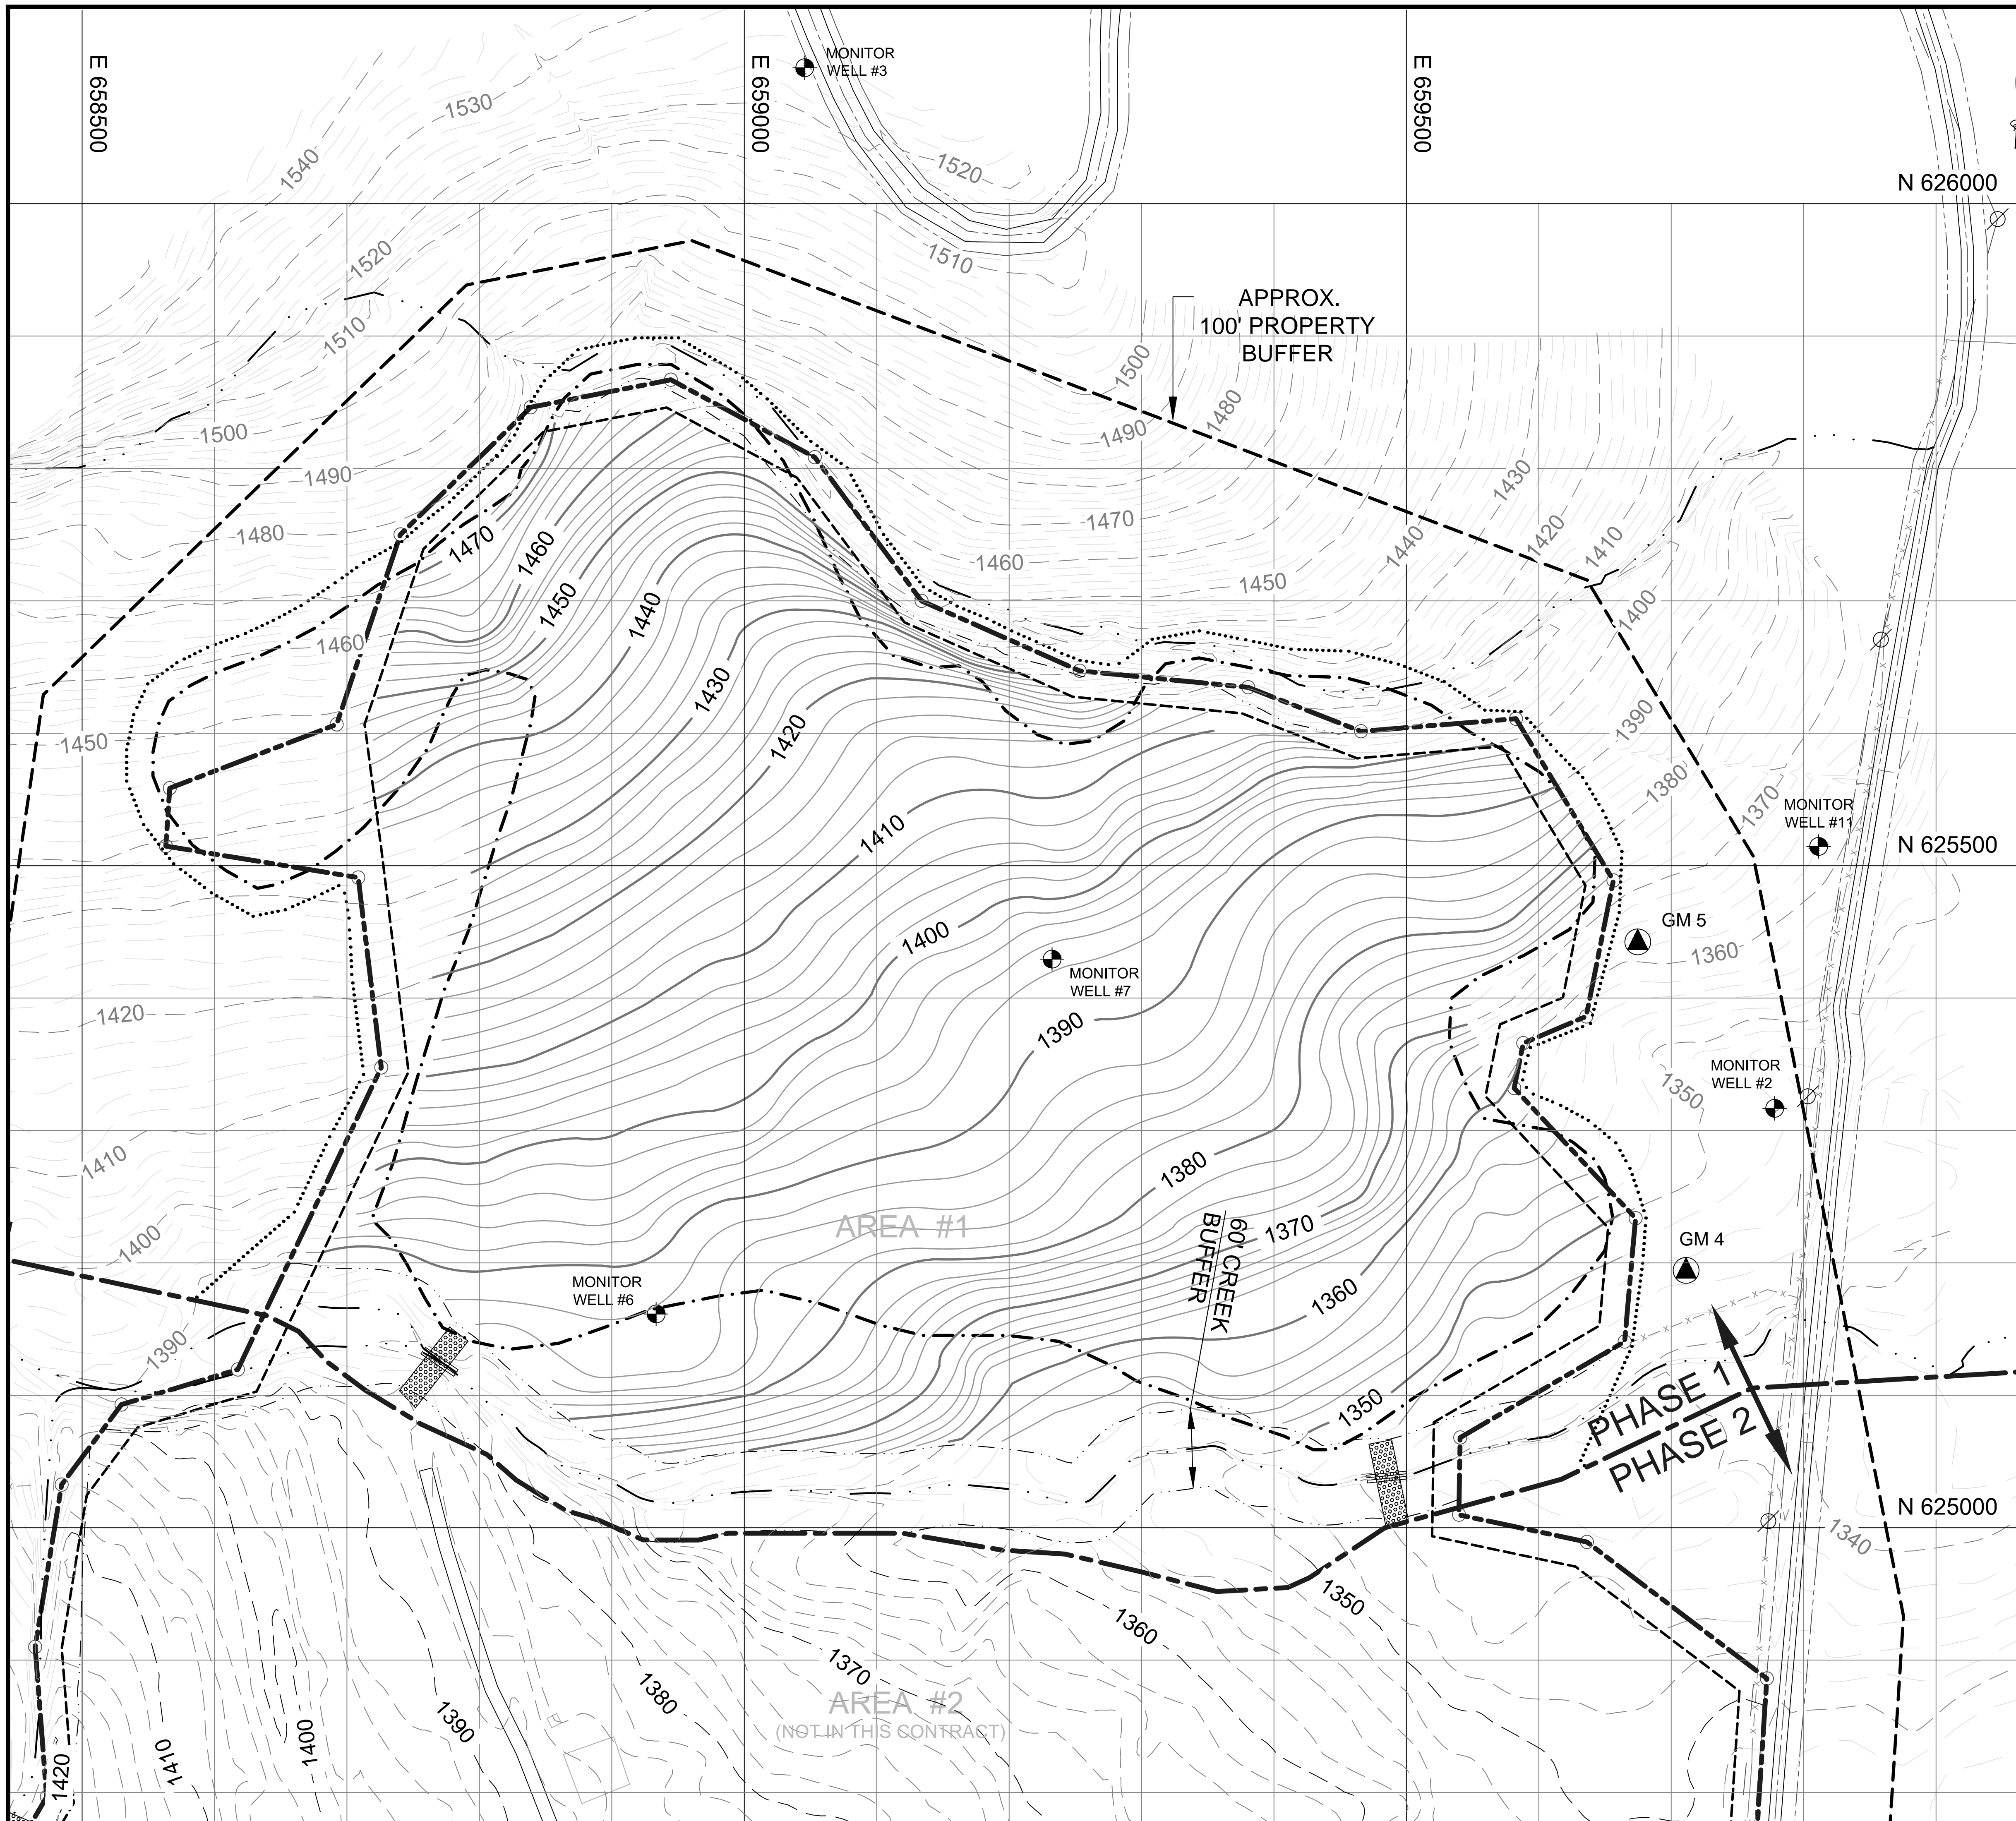 E 658500
E 659000
E 659500
MONITOR
WELL #3
N 626000
1530
1540
1520
1520
1510
1510
APPROX.
100' PROPERTY
BUFFER
1500
1480
1490
1500
1490
1480
1470
1460
1450
1440
1430
1420
1410
1400
1390
1380
1370
1470
1460
1450
1440
1430
1420
1410
1400
1390
1380
1370
1360
1350
1460
1450
1420
1410
1400
1390
MONITOR
WELL #11
N 625500
GM 5
1360
MONITOR
WELL #7
MONITOR
WELL #2
1350
AREA #1
60' CREEK
BUFFER
GM 4
MONITOR
WELL #6
PHASE 1
PHASE 2
N 625000
1340
1350
1360
1370
1380
1390
1400
1410
1420
AREA #2
(NOT IN THIS CONTRACT)